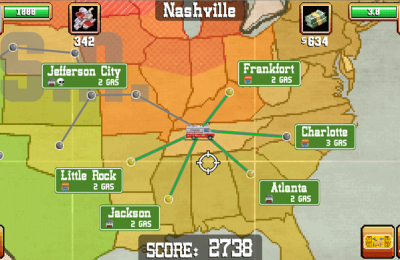 Nashville
342
$634
3.0
Jefferson City
2 GAS
Frankfort
2 GAS
Charlotte
3 GAS
Little Rock
2 GAS
Atlanta
2 GAS
Jackson
2 GAS
SCORE: 2738